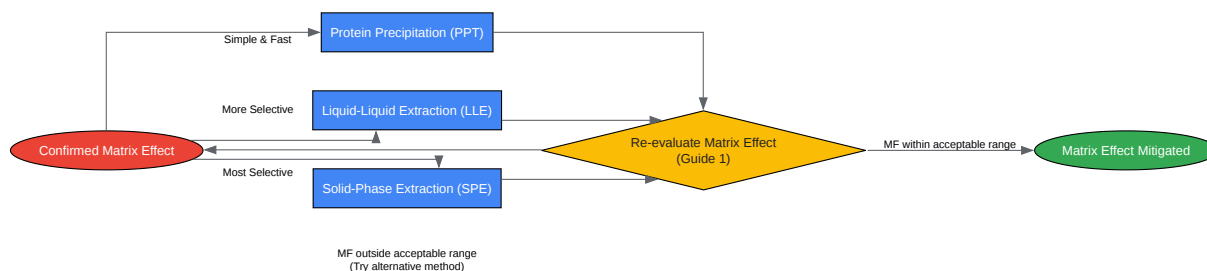 Simple & Fast
Protein Precipitation (PPT)
More Selective
Liquid-Liquid Extraction (LLE)
Confirmed Matrix Effect
Re-evaluate Matrix Effect
(Guide 1)
MF within acceptable range
Matrix Effect Mitigated
Most Selective
Solid-Phase Extraction (SPE)
MF outside acceptable range
(Try alternative method)